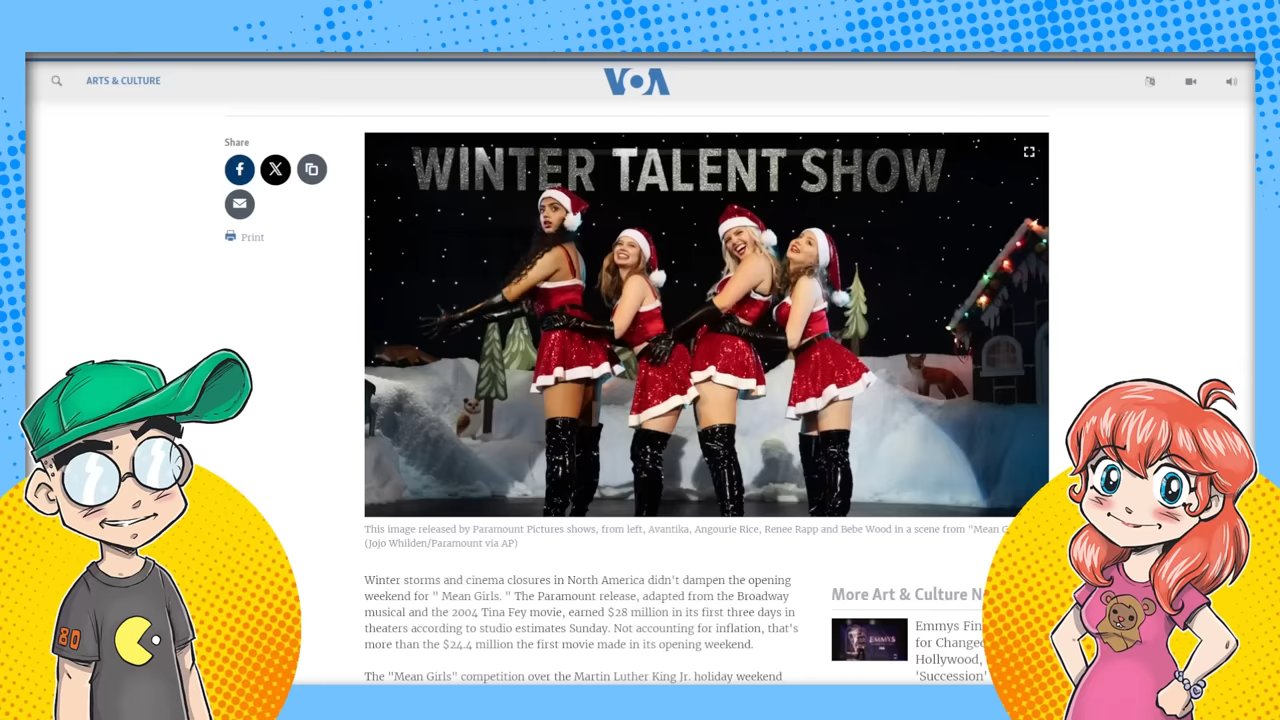 ARTS & CULTURE
VOA
Share
Print
WINTER TALENT SHOW
This image released by Paramount Pictures shows, from left, Avantika, Angourie Rice, Renee Rapp and Bebe Wood in a scene from "Mean G
(Jojo Whilden/Paramount via AP)
Winter storms and cinema closures in North America didn't dampen the opening
weekend for " Mean Girls. " The Paramount release, adapted from the Broadway
musical and the 2004 Tina Fey movie, earned $28 million in its first three days in
theaters according to studio estimates Sunday. Not accounting for inflation, that's
more than the $24.4 million the first movie made in its opening weekend.
The "Mean Girls" competition over the Martin Luther King Jr. holiday weekend
More Art & Culture N
EMMYS
Emmys Fin
for Changed
Hollywood,
'Succession'
80